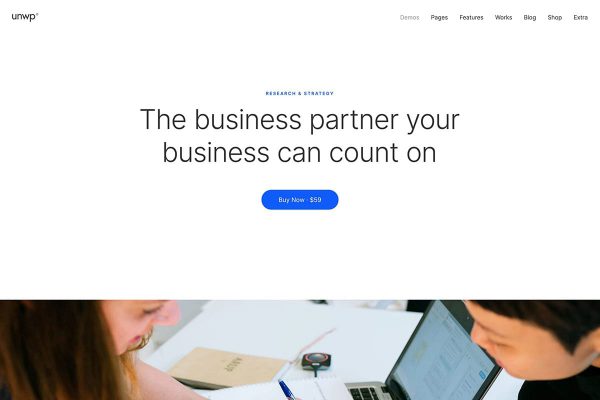 unwp
Demos Pages Features Works Blog Shop Extra
RESEARCH & STRATEGY
The business partner your
business can count on
Buy Now · $59